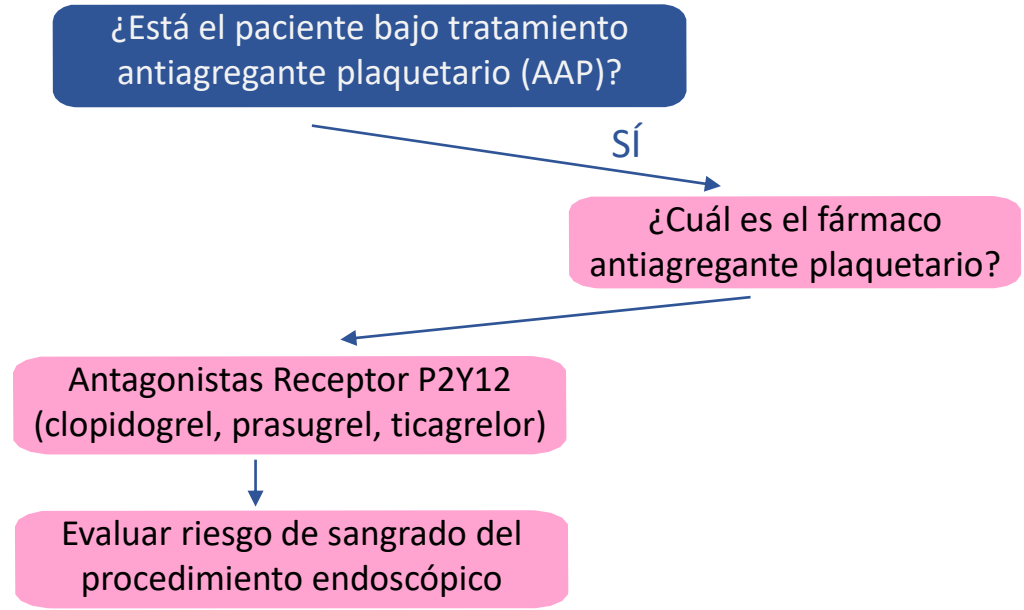 ¿Está el paciente bajo tratamiento
antiagregante plaquetario (AAP)?
SÍ
¿Cuál es el fármaco
antiagregante plaquetario?
Antagonistas Receptor P2Y12
(clopidogrel, prasugrel, ticagrelor)
Evaluar riesgo de sangrado del
procedimiento endoscópico